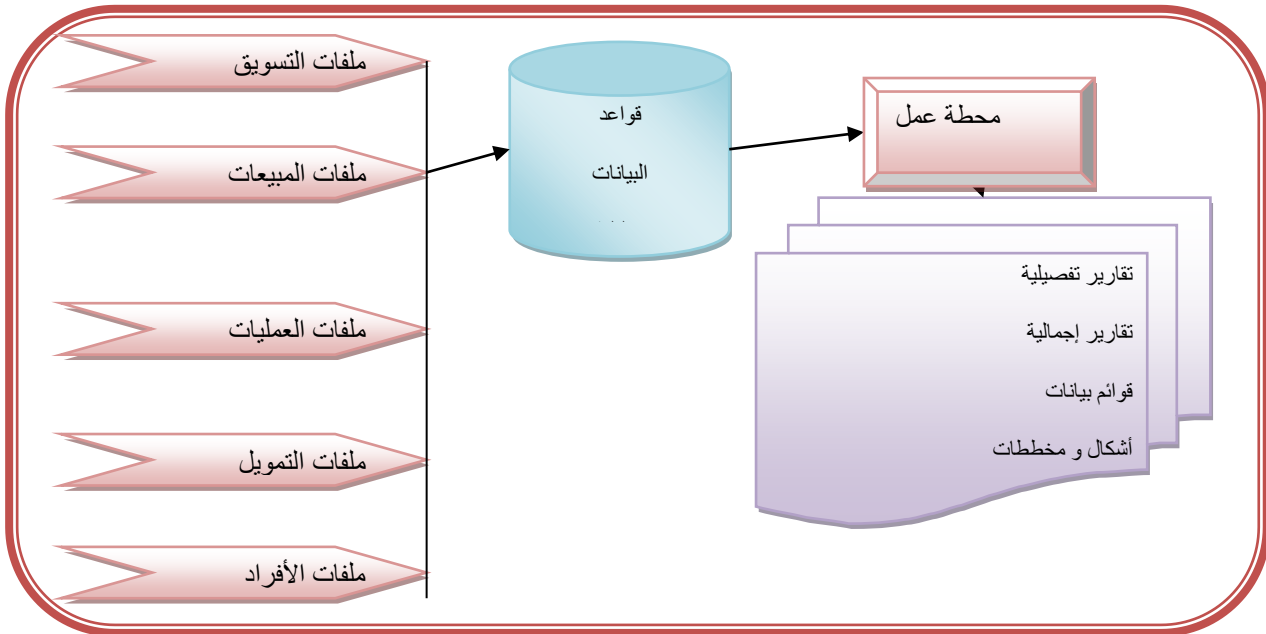 ملفات التسويق
ملفات المبيعات
ملفات العمليات
ملفات التمويل
ملفات الأفراد
قواعد
البيانات
محطة عمل
تقارير تفصيلية
تقارير إجمالية
قوائم بيانات
أشكال و مخططات